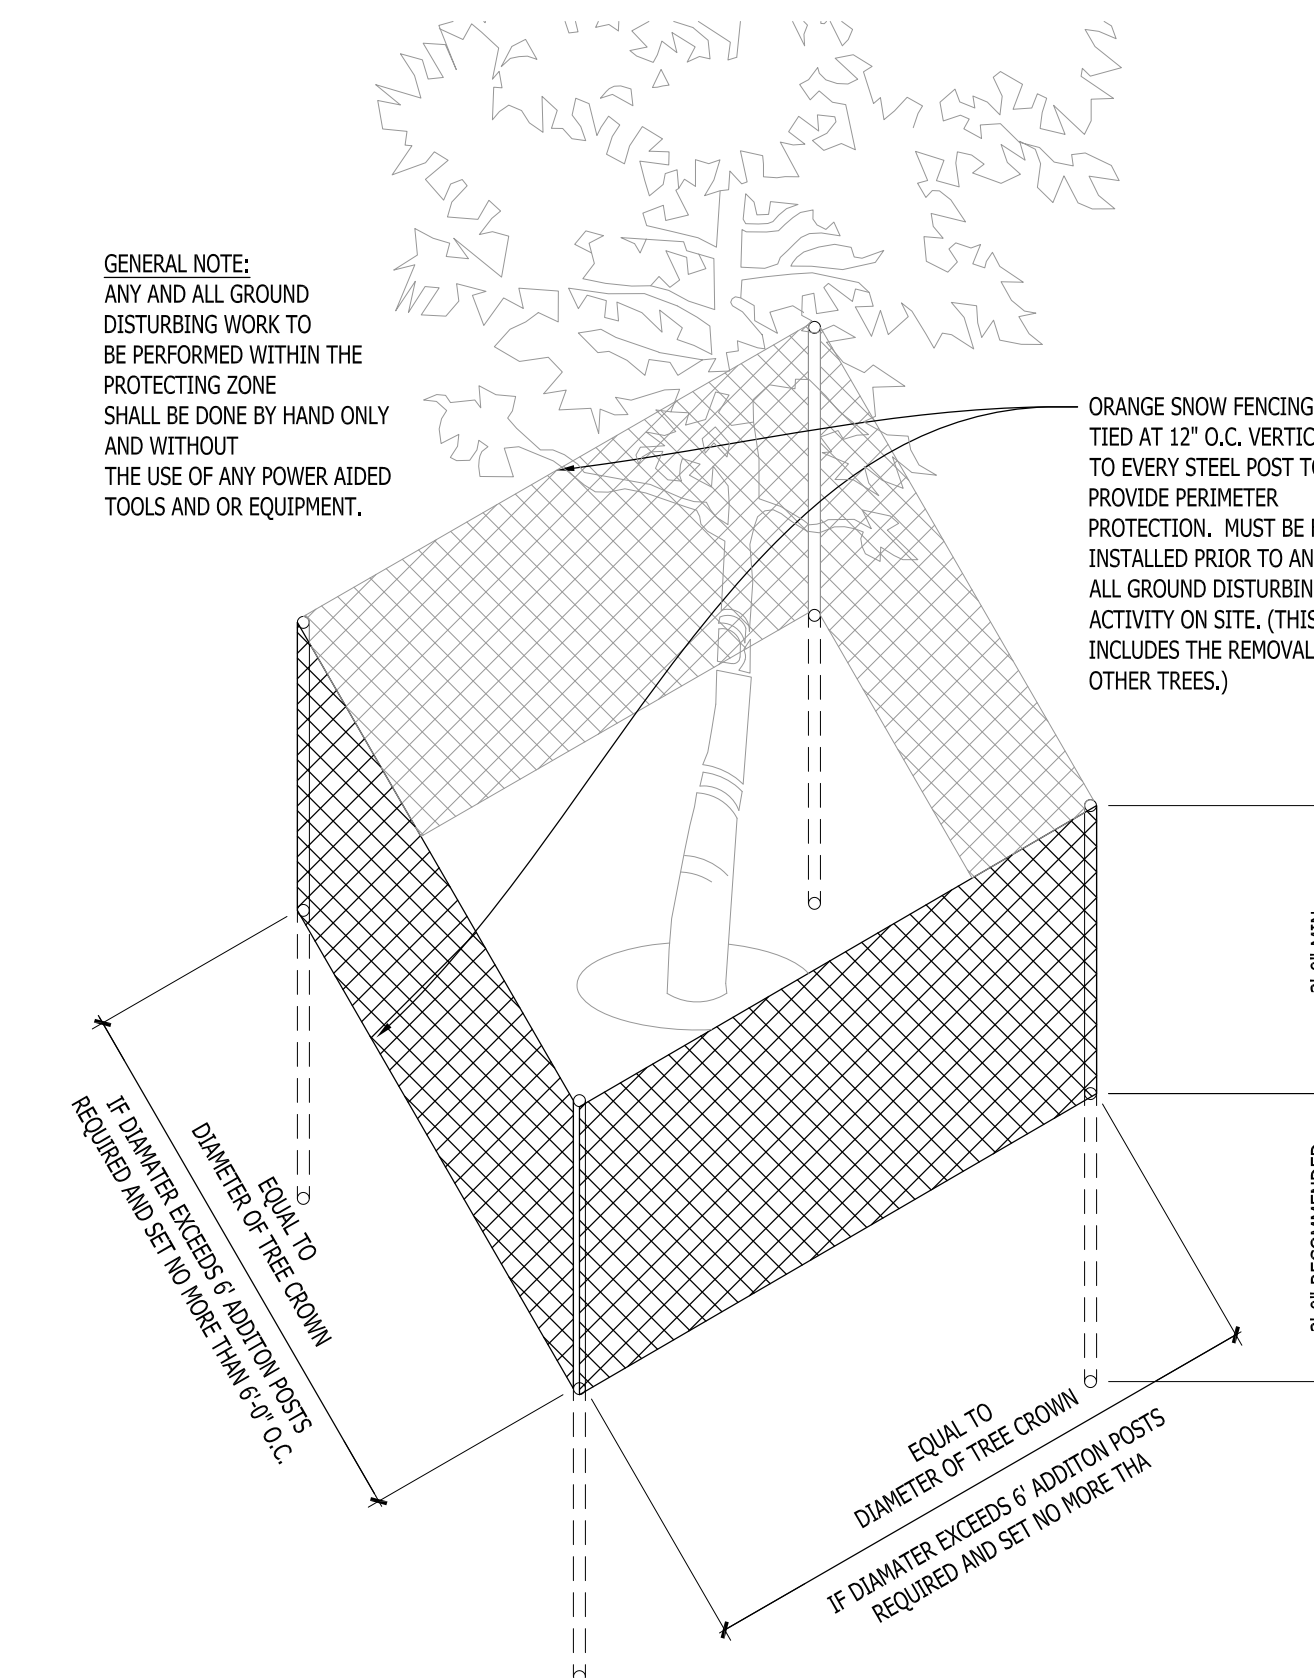 GENERAL NOTE:
ANY AND ALL GROUND
DISTURBING WORK TO
BE PERFORMED WITHIN THE
PROTECTING ZONE
SHALL BE DONE BY HAND ONLY
AND WITHOUT
THE USE OF ANY POWER AIDED
TOOLS AND OR EQUIPMENT.
ORANGE SNOW FENCING
TIED AT 12" O.C. VERTIC
TO EVERY STEEL POST TO
PROVIDE PERIMETER
PROTECTION. MUST BE
INSTALLED PRIOR TO AN
ALL GROUND DISTURBIN
ACTIVITY ON SITE. (THIS
INCLUDES THE REMOVAL
OTHER TREES.)
EQUAL TO
DIAMETER OF TREE CROWN
IF DIAMATER EXCEEDS 6' ADDITON POSTS
REQUIRED AND SET NO MORE THAN 6'-0" O.C.
EQUAL TO
DIAMETER OF TREE CROWN
IF DIAMATER EXCEEDS 6' ADDITON POSTS
REQUIRED AND SET NO MORE THA